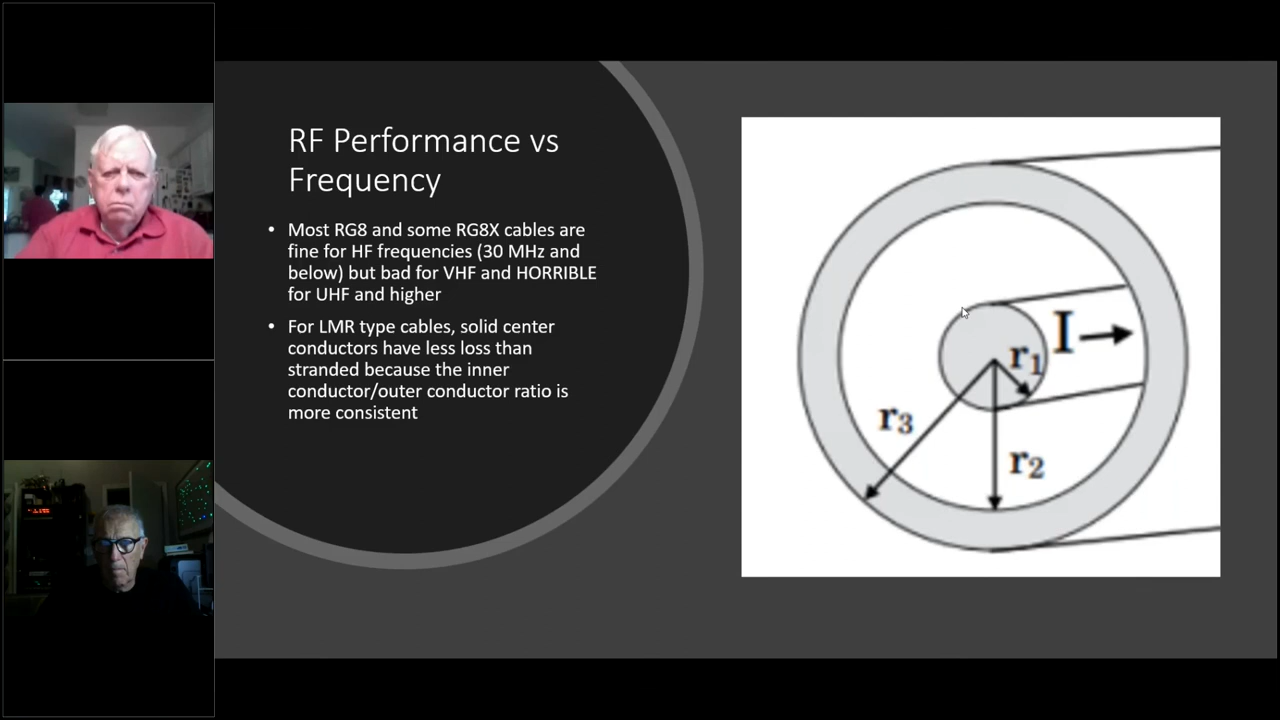 RF Performance vs
Frequency
• Most RG8 and some RG8X cables are
fine for HF frequencies (30 MHz and
below) but bad for VHF and HORRIBLE
for UHF and higher
• For LMR type cables, solid center
conductors have less loss than
stranded because the inner
conductor/outer conductor ratio is
more consistent
I
r1
r3
r2